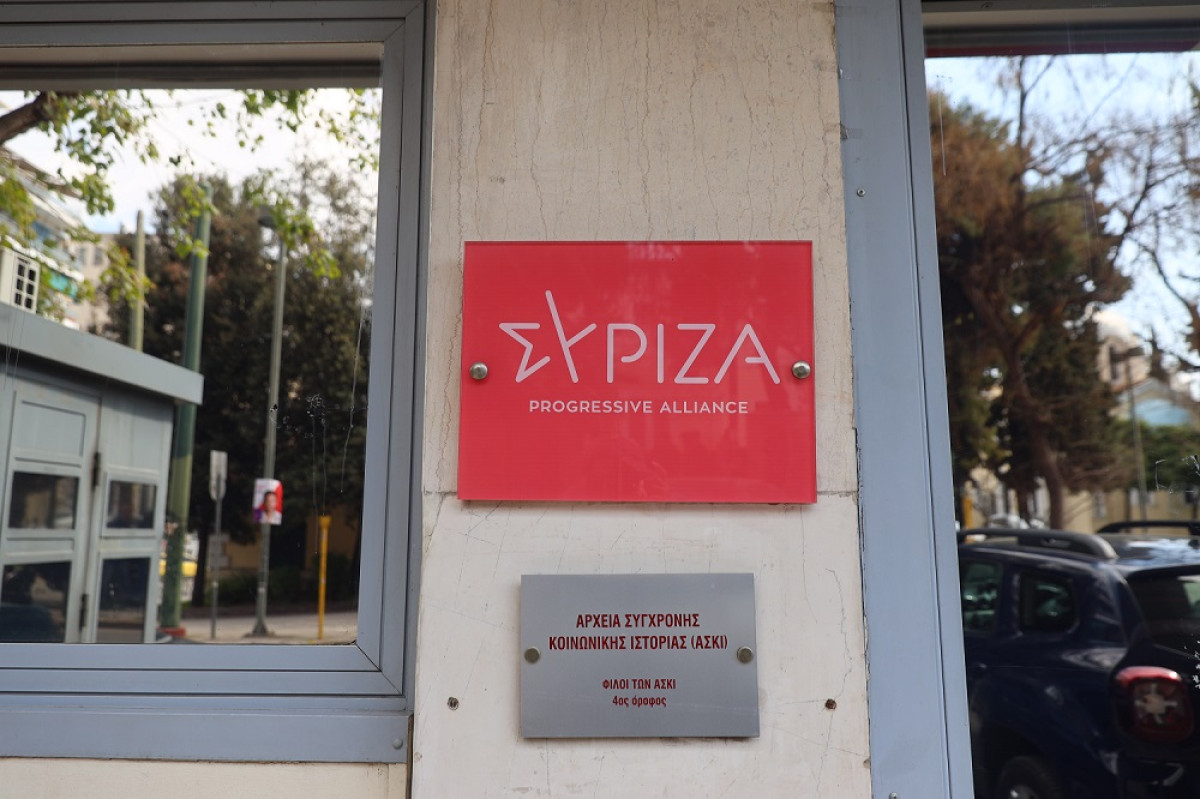 ΣΥΡΙΖΑ
PROGRESSIVE ALLIANCE
ΑΡΧΕΙΑ ΣΥΓΧΡΟΝΗΣ
ΚΟΙΝΩΝΙΚΗΣ ΙΣΤΟΡΙΑΣ (ΑΣΚΙ)
ΦΙΛΟΙ ΤΩΝ ΑΣΚΙ
4ος όροφος